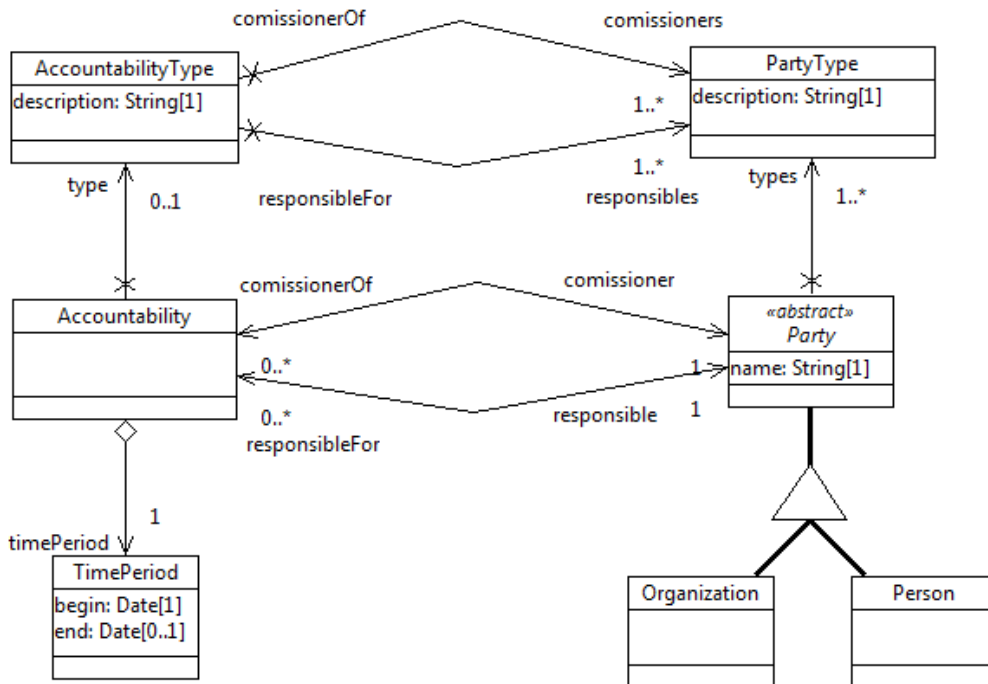 comissionerOf
comissioners
AccountabilityType
description: String[1]
PartyType
description: String[1]
1..*
1..*
type
0..1
responsibleFor
responsibles
types
1..*
comissionerOf
comissioner
Accountability
«abstract»
Party
name: String[1]
0..*
1
0..*
responsible
1
responsibleFor
1
timePeriod
TimePeriod
begin: Date[1]
end: Date[0..1]
Organization
Person